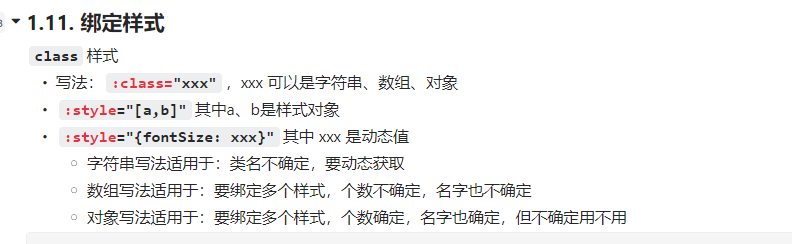 1.11. 绑定样式
class 样式
• 写法： :class="xxx" ，xxx 可以是字符串、数组、对象
• :style="[a,b]" 其中a、b是样式对象
• :style="{fontSize: xxx}" 其中 xxx 是动态值
○ 字符串写法适用于：类名不确定，要动态获取
○ 数组写法适用于：要绑定多个样式，个数不确定，名字也不确定
○ 对象写法适用于：要绑定多个样式，个数确定，名字也确定，但不确定用不用